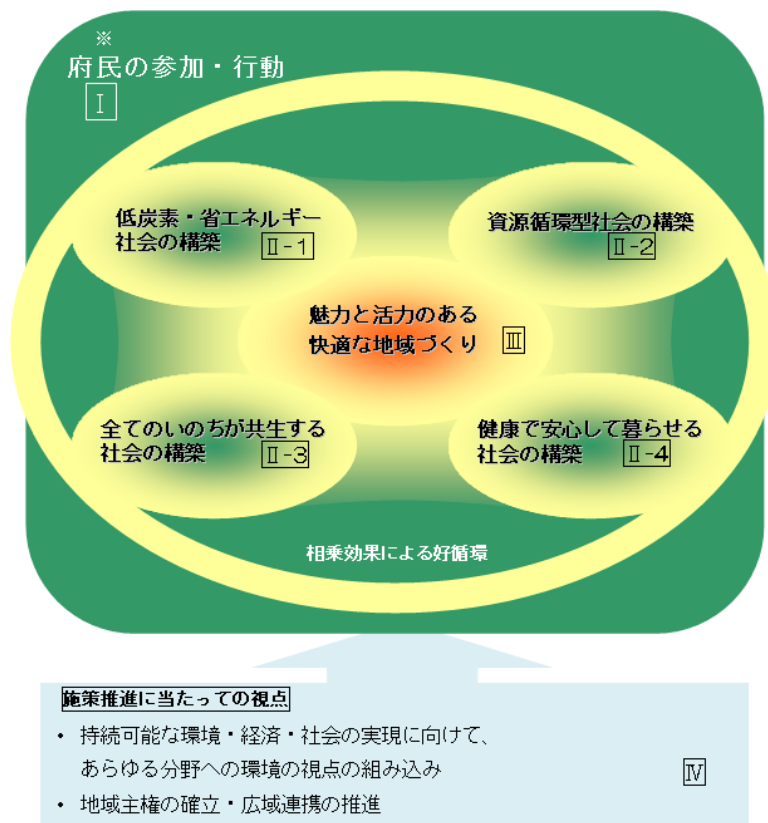 ※
府民の参加・行動
Ⅰ
低炭素・省エネルギー
社会の構築 Ⅱ-1
資源循環型社会の構築
Ⅱ-2
魅力と活力のある
快適な地域づくり Ⅲ
全てのいのちが共生する
社会の構築 Ⅱ-3
健康で安心して暮らせる
社会の構築 Ⅱ-4
相乗効果による好循環
施策推進に当たっての視点
・ 持続可能な環境・経済・社会の実現に向けて、
あらゆる分野への環境の視点の組み込み
Ⅳ
・ 地域主権の確立・広域連携の推進